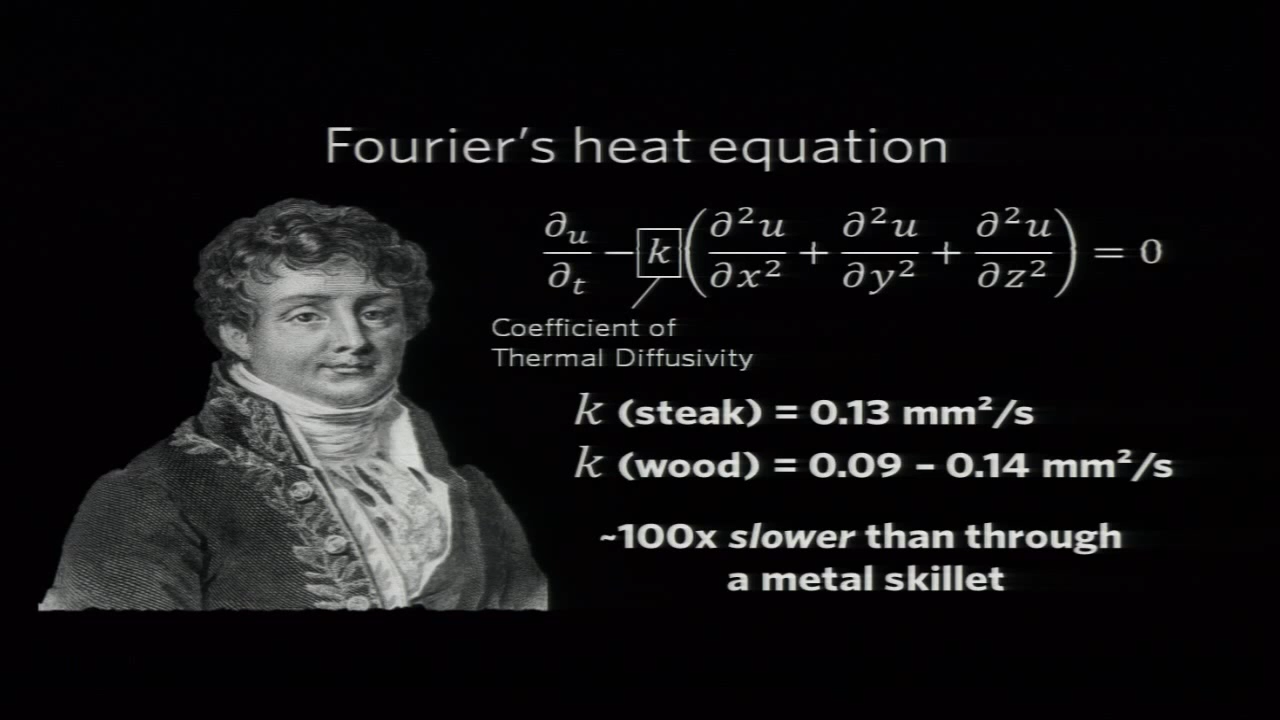 Fourier's heat equation
∂u/∂t − k(∂²u/∂x² + ∂²u/∂y² + ∂²u/∂z²) = 0
Coefficient of
Thermal Diffusivity
k (steak) = 0.13 mm²/s
k (wood) = 0.09 – 0.14 mm²/s
~100x slower than through
a metal skillet